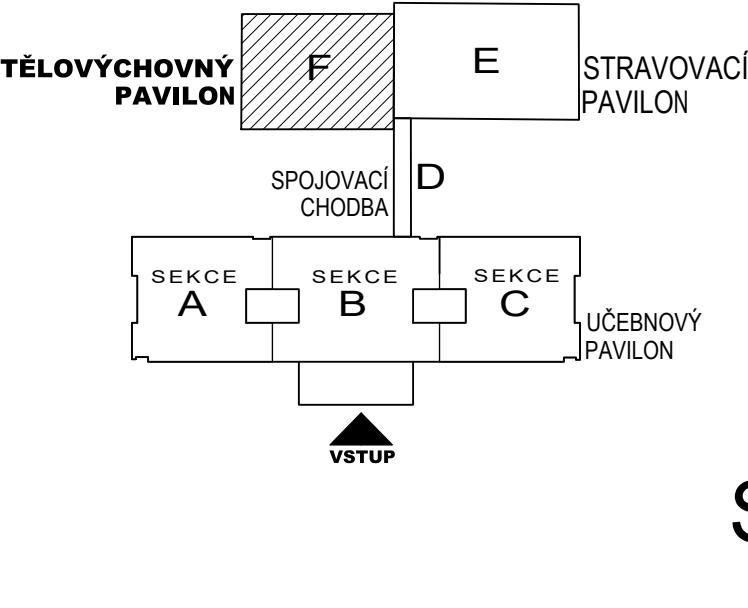 F
E
TĚLOVÝCHOVNÝ
PAVILON
STRAVOVACÍ
PAVILON
SPOJOVACÍ
CHODBA
D
SEKCE
A
SEKCE
B
SEKCE
C
UČEBNOVÝ
PAVILON
VSTUP
S